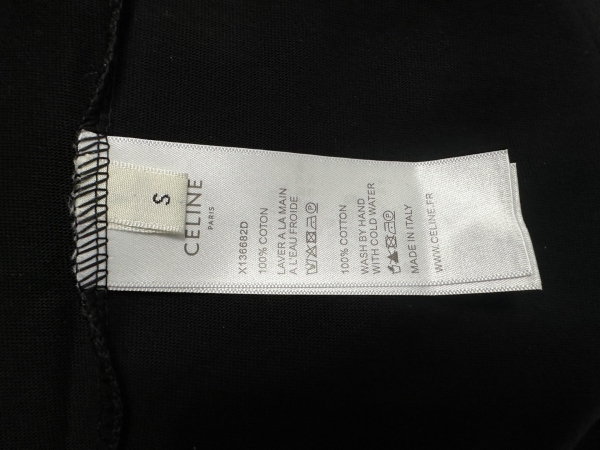 S
CELINE
PARIS
X136682D
100% COTTON
LAVER A LA MAIN
A L'EAU FROIDE
100% COTTON
WASH BY HAND
WITH COLD WATER
MADE IN ITALY
WWW.CELINE.FR